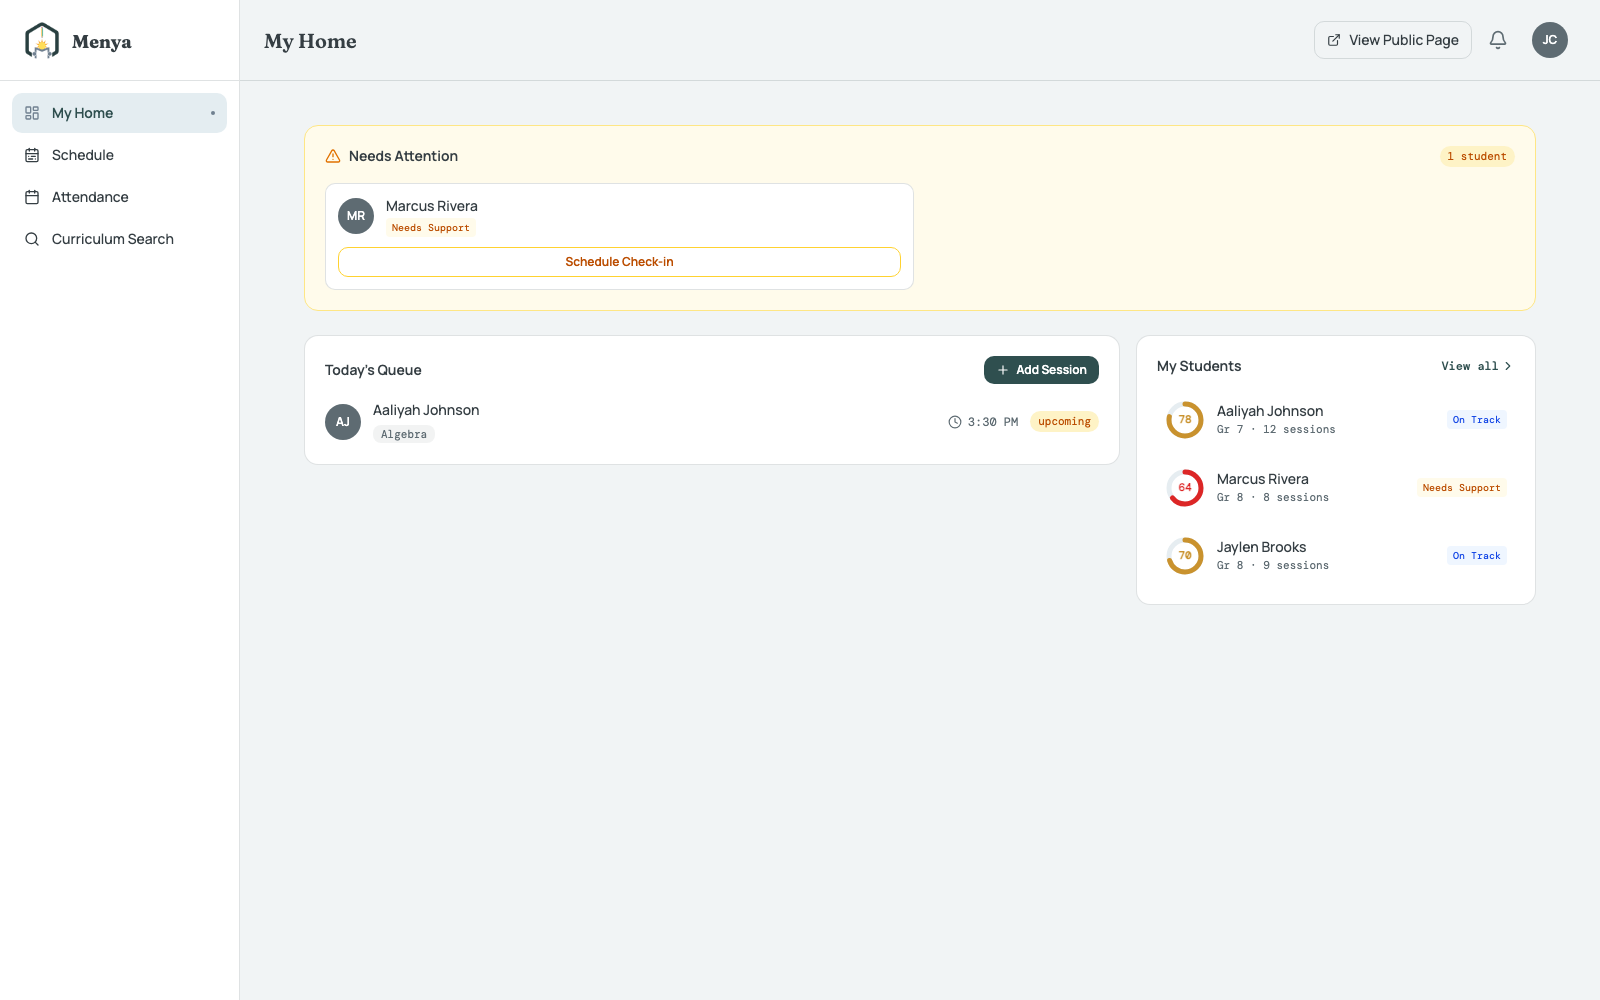 Menya
My Home
View Public Page
JC
My Home
Schedule
Attendance
Curriculum Search
Needs Attention
1 student
MR
Marcus Rivera
Needs Support
Schedule Check-in
Today's Queue
Add Session
AJ
Aaliyah Johnson
Algebra
3:30 PM
upcoming
My Students
View all
78
Aaliyah Johnson
Gr 7 · 12 sessions
On Track
64
Marcus Rivera
Gr 8 · 8 sessions
Needs Support
70
Jaylen Brooks
Gr 8 · 9 sessions
On Track